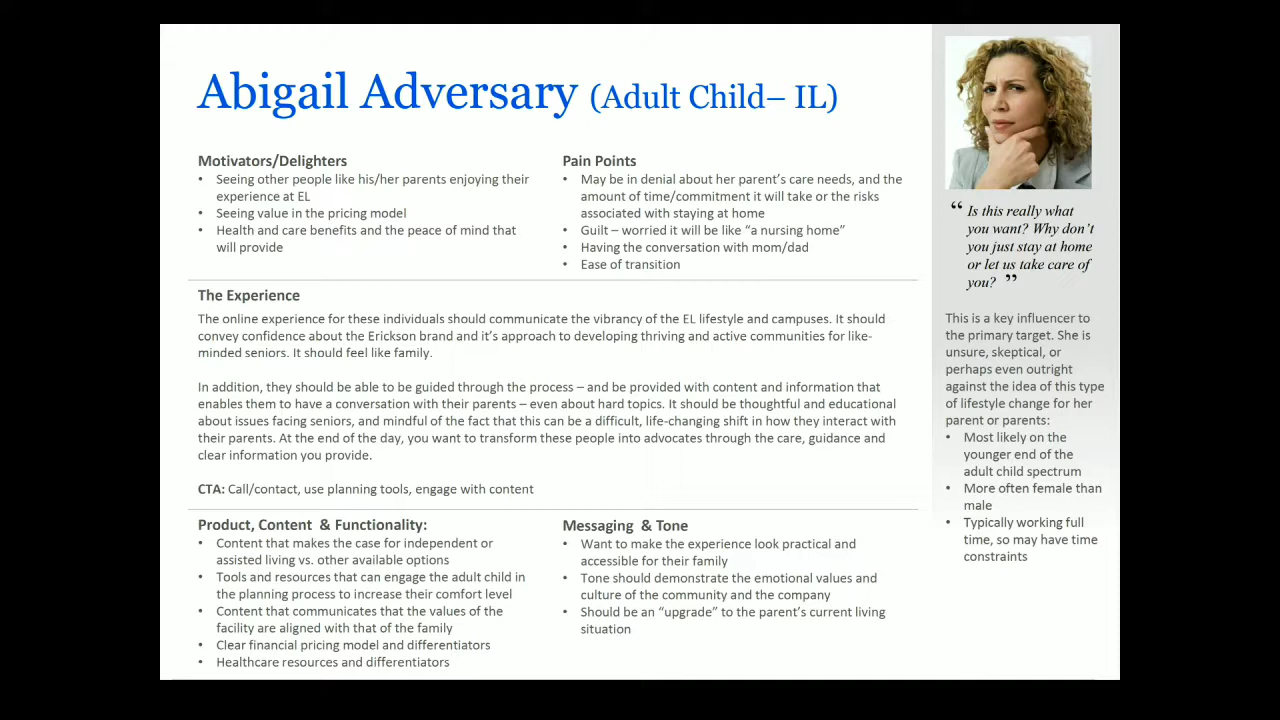 Abigail Adversary (Adult Child– IL)
Motivators/Delighters
• Seeing other people like his/her parents enjoying their
experience at EL
• Seeing value in the pricing model
• Health and care benefits and the peace of mind that
will provide
Pain Points
• May be in denial about her parent's care needs, and the
amount of time/commitment it will take or the risks
associated with staying at home
• Guilt – worried it will be like “a nursing home”
• Having the conversation with mom/dad
• Ease of transition
The Experience
The online experience for these individuals should communicate the vibrancy of the EL lifestyle and campuses. It should
convey confidence about the Erickson brand and it's approach to developing thriving and active communities for like-
minded seniors. It should feel like family.
In addition, they should be able to be guided through the process – and be provided with content and information that
enables them to have a conversation with their parents – even about hard topics. It should be thoughtful and educational
about issues facing seniors, and mindful of the fact that this can be a difficult, life-changing shift in how they interact with
their parents. At the end of the day, you want to transform these people into advocates through the care, guidance and
clear information you provide.
CTA: Call/contact, use planning tools, engage with content
Product, Content & Functionality:
• Content that makes the case for independent or
assisted living vs. other available options
• Tools and resources that can engage the adult child in
the planning process to increase their comfort level
• Content that communicates that the values of the
facility are aligned with that of the family
• Clear financial pricing model and differentiators
• Healthcare resources and differentiators
Messaging & Tone
• Want to make the experience look practical and
accessible for their family
• Tone should demonstrate the emotional values and
culture of the community and the company
• Should be an “upgrade” to the parent's current living
situation
“ Is this really what
you want? Why don't
you just stay at home
or let us take care of
you? ”
This is a key influencer to
the primary target. She is
unsure, skeptical, or
perhaps even outright
against the idea of this type
of lifestyle change for her
parent or parents:
• Most likely on the
younger end of the
adult child spectrum
• More often female than
male
• Typically working full
time, so may have time
constraints